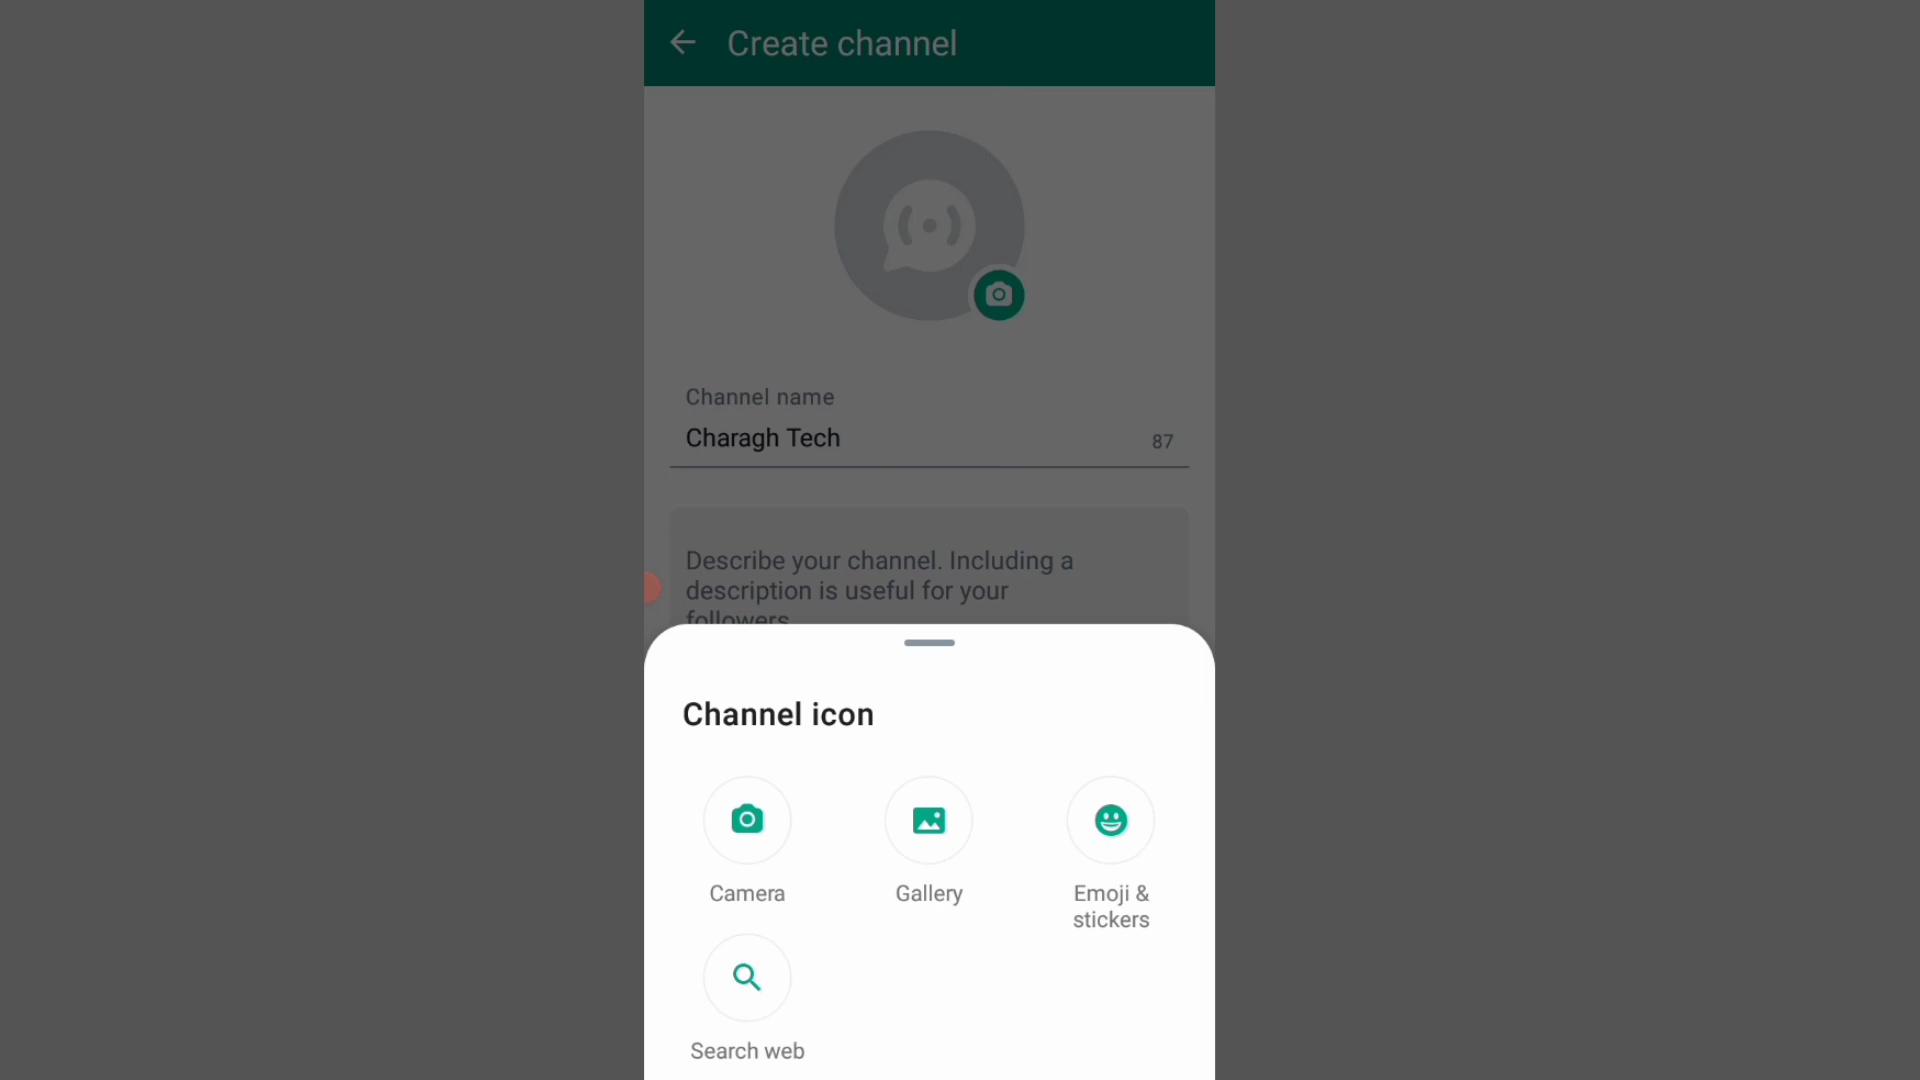 Create channel
Channel name
Charagh Tech 87
Describe your channel. Including a
description is useful for your
followers
Channel icon
Camera
Gallery
Emoji &
stickers
Search web